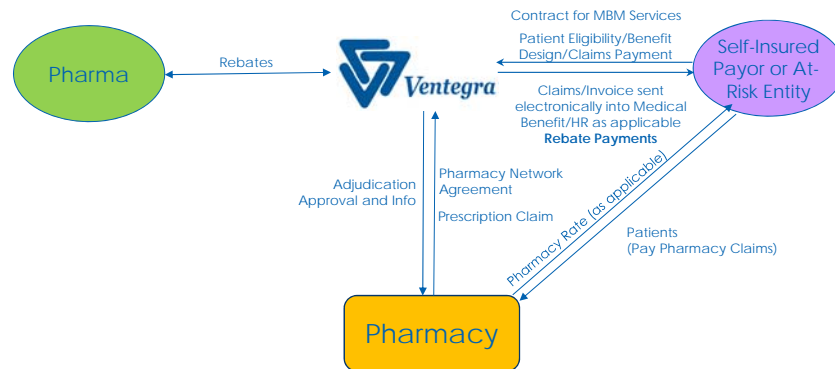 Contract for MBM Services
Patient Eligibility/Benefit
Design/Claims Payment
Pharma
Rebates
Ventegra
Self-Insured
Payor or At-
Risk Entity
Claims/Invoice sent
electronically into Medical
Benefit/HR as applicable
Rebate Payments
Adjudication
Approval and Info
Pharmacy Network
Agreement
Prescription Claim
Pharmacy Rate (as applicable)
Patients
(Pay Pharmacy Claims)
Pharmacy